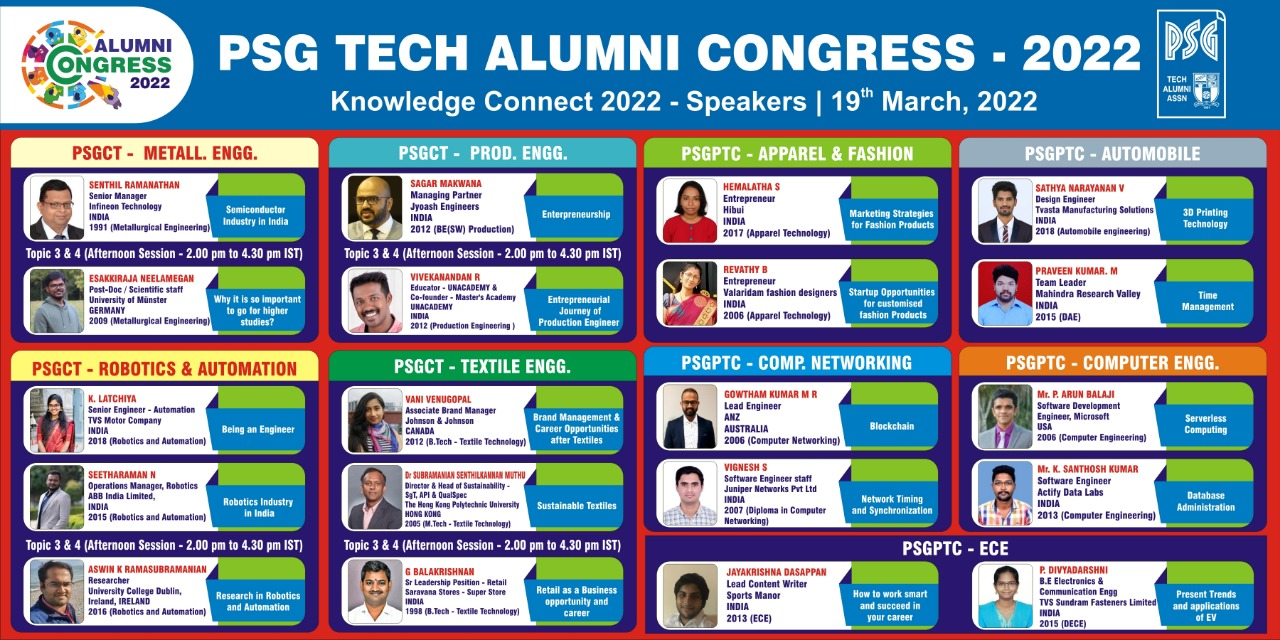 ALUMNI
CONGRESS
2022
PSG TECH ALUMNI CONGRESS - 2022
Knowledge Connect 2022 - Speakers | 19th March, 2022
PSG
TECH
ALUMNI
ASSN
PSGCT - METALL. ENGG.
SENTHIL RAMANATHAN
Senior Manager
Infineon Technology
INDIA
1991 (Metallurgical Engineering)
Semiconductor
Industry in India
Topic 3 & 4 (Afternoon Session - 2.00 pm to 4.30 pm IST)
ESAKKIRAJA NEELAMEGAN
Post-Doc / Scientific staff
University of Münster
GERMANY
2009 (Metallurgical Engineering)
Why it is so important
to go for higher
studies?
PSGCT - PROD. ENGG.
SAGAR MAKWANA
Managing Partner
Jyoash Engineers
INDIA
2012 (BE(SW) Production)
Enterpreneurship
Topic 3 & 4 (Afternoon Session - 2.00 pm to 4.30 pm IST)
VIVEKANANDAN R
Educator - UNACADEMY &
Co-founder - Master's Academy
UNACADEMY
INDIA
2012 (Production Engineering )
Entrepreneurial
Journey of
Production Engineer
PSGPTC - APPAREL & FASHION
HEMALATHA S
Entrepreneur
Hibui
INDIA
2017 (Apparel Technology)
Marketing Strategies
for Fashion Products
REVATHY B
Entrepreneur
Valaridam fashion designers
INDIA
2006 (Apparel Technology)
Startup Opportunities
for customised
fashion Products
PSGPTC - AUTOMOBILE
SATHYA NARAYANAN V
Design Engineer
Tvasta Manufacturing Solutions
INDIA
2018 (Automobile engineering)
3D Printing
Technology
PRAVEEN KUMAR. M
Team Leader
Mahindra Research Valley
INDIA
2015 (DAE)
Time
Management
PSGCT - ROBOTICS & AUTOMATION
K. LATCHIYA
Senior Engineer - Automation
TVS Motor Company
INDIA
2018 (Robotics and Automation)
Being an Engineer
SEETHARAMAN N
Operations Manager, Robotics
ABB India Limited,
INDIA
2015 (Robotics and Automation)
Robotics Industry
in India
Topic 3 & 4 (Afternoon Session - 2.00 pm to 4.30 pm IST)
ASWIN K RAMASUBRAMANIAN
Researcher
University College Dublin,
Ireland, IRELAND
2016 (Robotics and Automation)
Research in Robotics
and Automation
PSGCT - TEXTILE ENGG.
VANI VENUGOPAL
Associate Brand Manager
Johnson & Johnson
CANADA
2012 (B.Tech - Textile Technology)
Brand Management &
Career Opportunities
after Textiles
Dr SUBRAMANIAN SENTHILKANNAN MUTHU
Director & Head of Sustainability -
SgT, API & QualSpec
The Hong Kong Polytechnic University
HONG KONG
2005 (M.Tech - Textile Technology)
Sustainable Textiles
Topic 3 & 4 (Afternoon Session - 2.00 pm to 4.30 pm IST)
G BALAKRISHNAN
Sr Leadership Position - Retail
Saravana Stores - Super Store
INDIA
1998 (B.Tech - Textile Technology)
Retail as a Business
opportunity and
career
PSGPTC - COMP. NETWORKING
GOWTHAM KUMAR M R
Lead Engineer
ANZ
AUSTRALIA
2006 (Computer Networking)
Blockchain
VIGNESH S
Software Engineer staff
Juniper Networks Pvt Ltd
INDIA
2007 (Diploma in Computer
Networking)
Network Timing
and Synchronization
PSGPTC - COMPUTER ENGG.
Mr. P. ARUN BALAJI
Software Development
Engineer, Microsoft
USA
2006 (Computer Engineering)
Serverless
Computing
Mr. K. SANTHOSH KUMAR
Software Engineer
Actify Data Labs
INDIA
2013 (Computer Engineering)
Database
Administration
PSGPTC - ECE
JAYAKRISHNA DASAPPAN
Lead Content Writer
Sports Manor
INDIA
2013 (ECE)
How to work smart
and succeed in
your career
P. DIVYADARSHNI
B.E Electronics &
Communication Engg
TVS Sundram Fasteners Limited
INDIA
2015 (DECE)
Present Trends
and applications
of EV